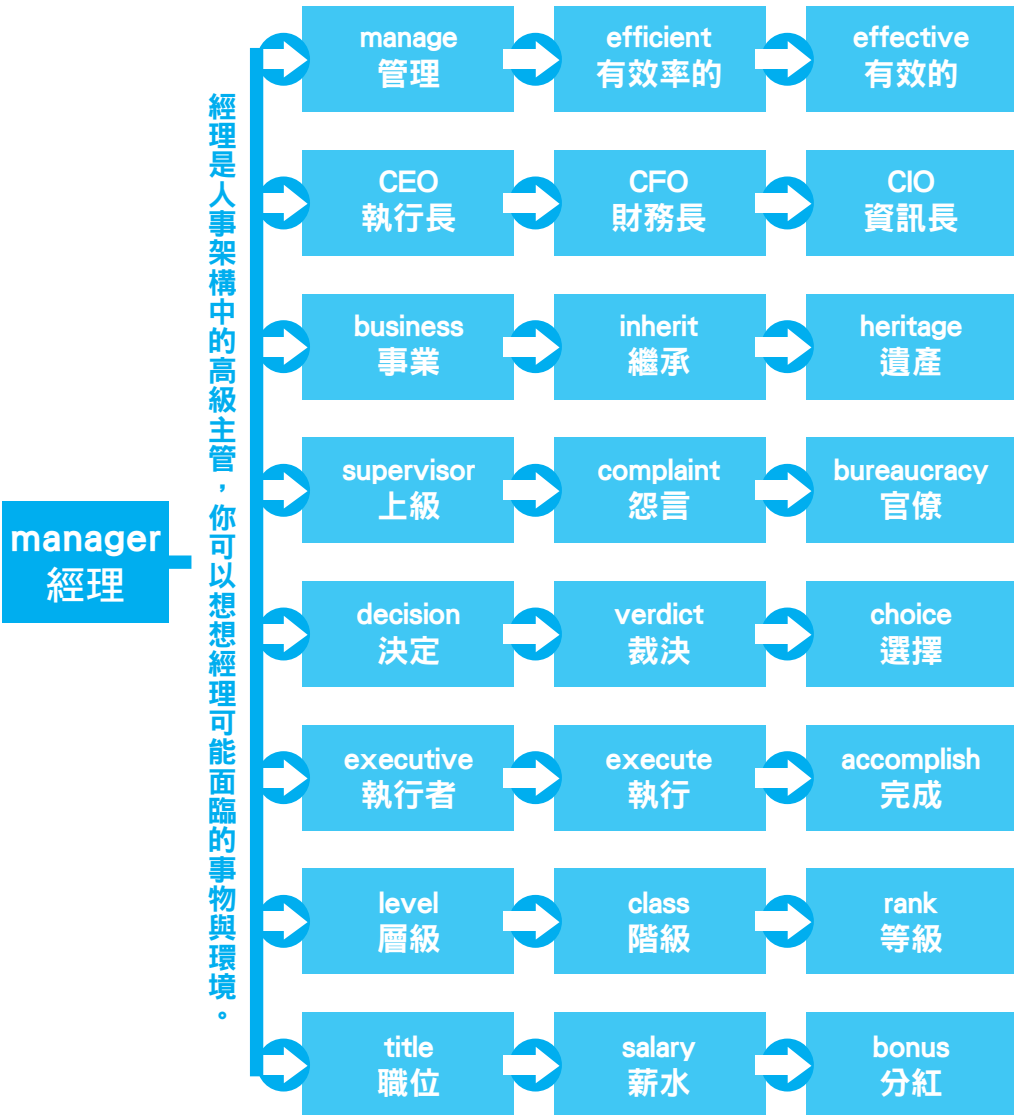 manager
經理
經理是人事架構中的高級主管，你可以想想經理可能面臨的事物與環境。
manage
管理
efficient
有效率的
effective
有效的
CEO
執行長
CFO
財務長
CIO
資訊長
business
事業
inherit
繼承
heritage
遺產
supervisor
上級
complaint
怨言
bureaucracy
官僚
decision
決定
verdict
裁決
choice
選擇
executive
執行者
execute
執行
accomplish
完成
level
層級
class
階級
rank
等級
title
職位
salary
薪水
bonus
分紅